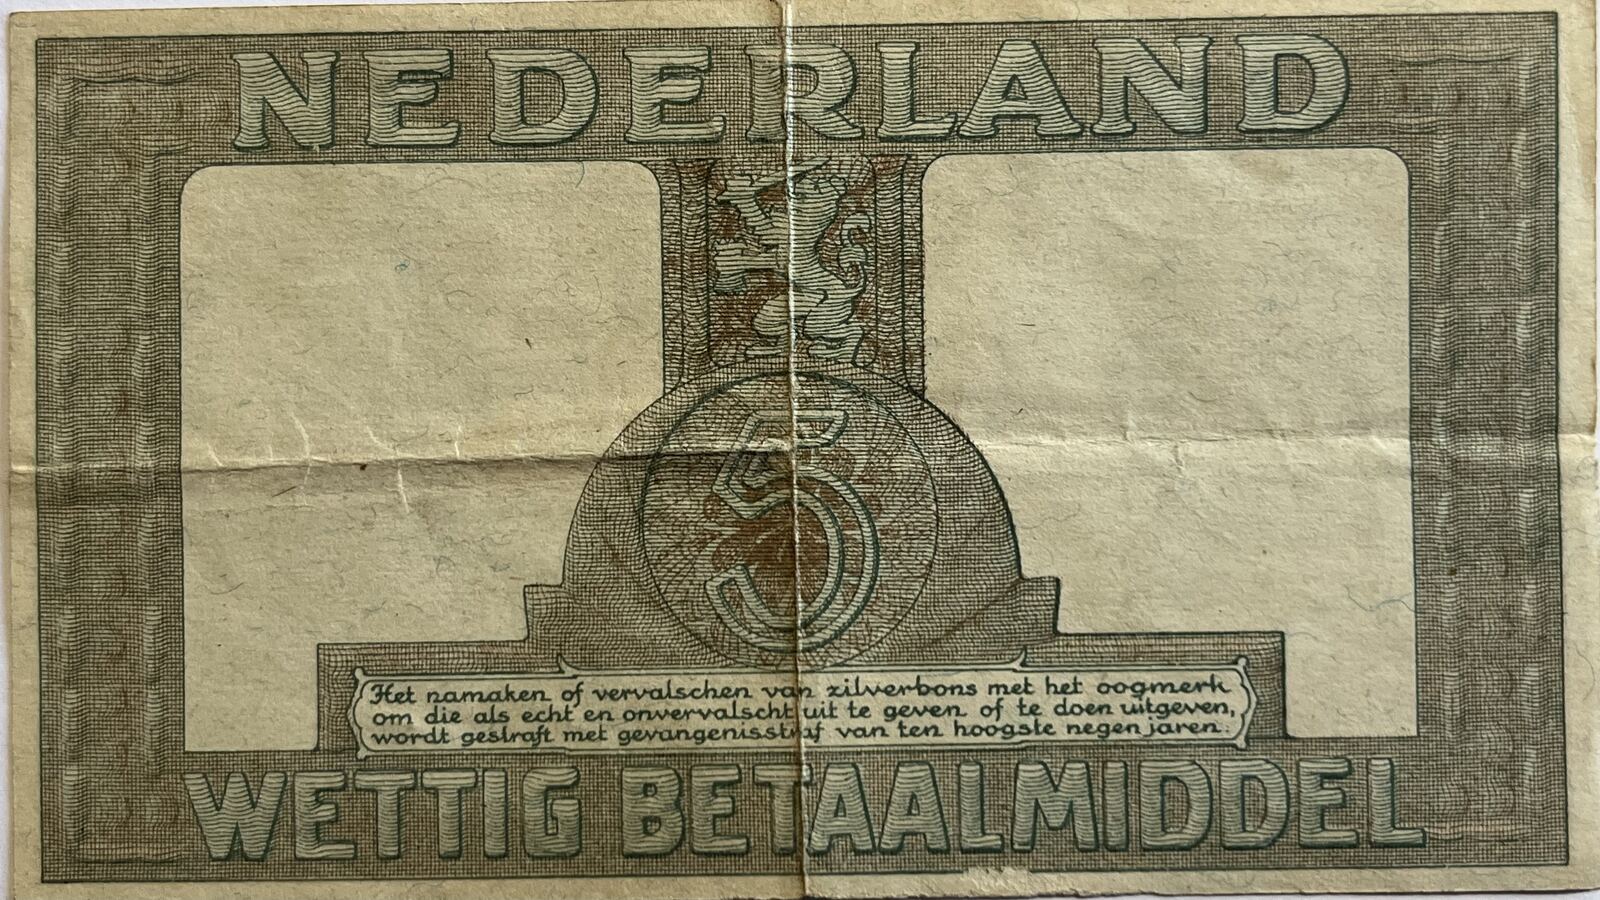 NEDERLAND
5
Het namaken of vervalschen van zilverbons met het oogmerk
om die als echt en onvervalscht uit te geven of te doen uitgeven,
wordt gestraft met gevangenisstraf van ten hoogste negen jaren.
WETTIG BETAALMIDDEL